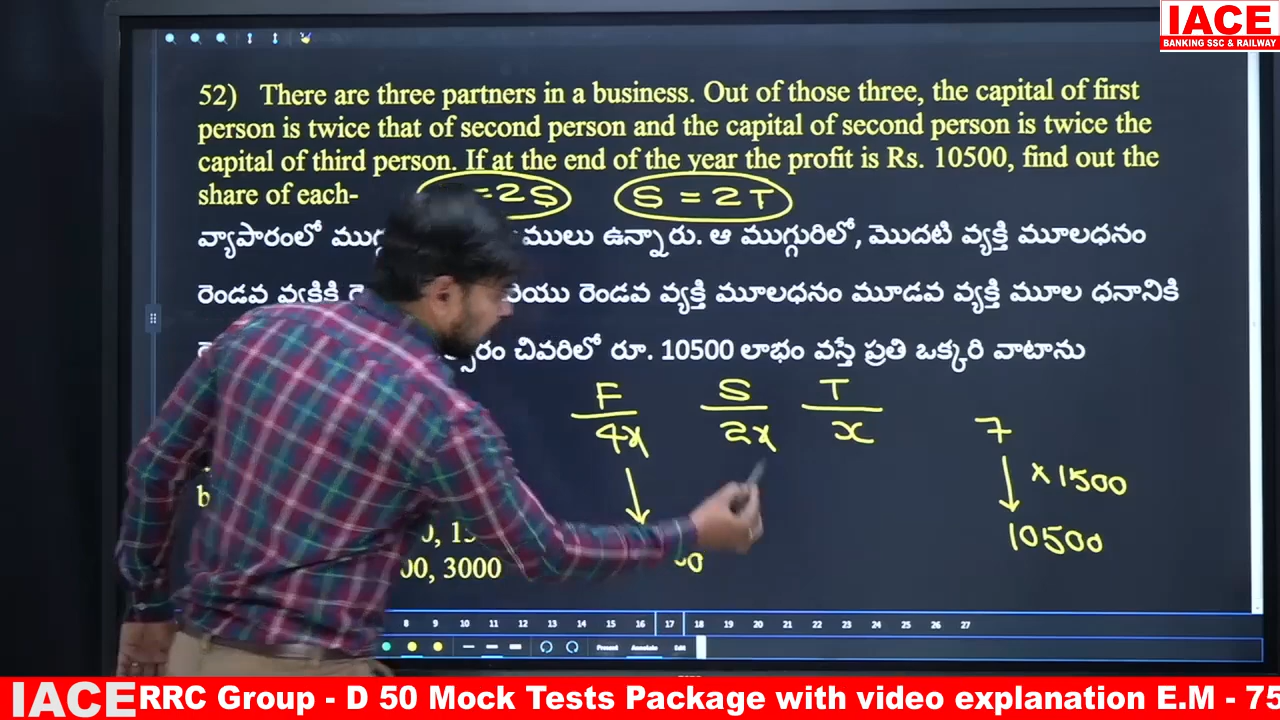 IACE
BANKING SSC & RAILWAY
52) There are three partners in a business. Out of those three, the capital of first
person is twice that of second person and the capital of second person is twice the
capital of third person. If at the end of the year the profit is Rs. 10500, find out the
share of each-
=2S S = 2T
వ్యాపారంలో ములు ఉన్నారు. ఆ ముగ్గురిలో, మొదటి వ్యక్తి మూలధనం
రెండవ రెండవ వ్యక్తి మూలధనం మూడవ వ్యక్తి మూల ధనానికి
చివరిలో రూ. 10500 లాభం వస్తే ప్రతి ఒక్కరి వాటాను
F S T
4x 2x x 7
×1500
b
10500
00, 3000
8 9 10 11 12 13 14 15 16 17 18 19 20 21 22 23 24 25 26 27
Present Annotate Edit
IACE RRC Group - D 50 Mock Tests Package with video explanation E.M - 75